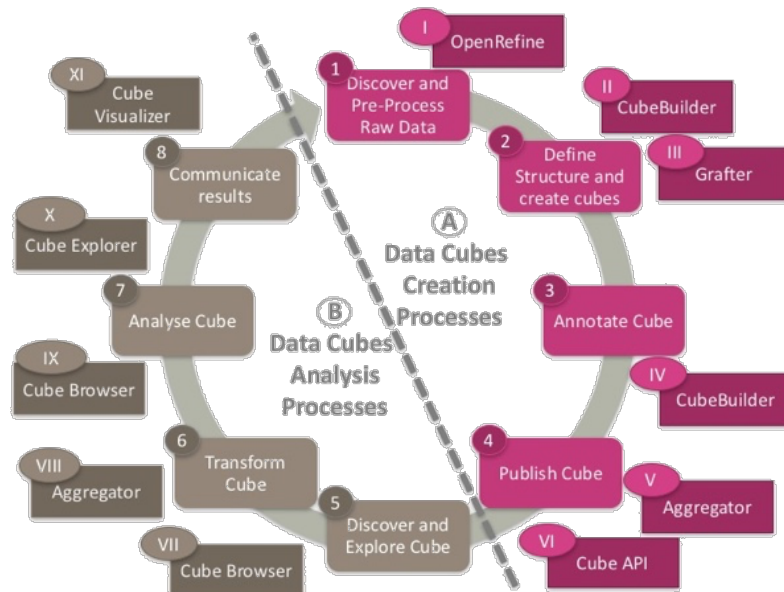 I
OpenRefine
1
Discover and
Pre-Process
Raw Data
II
CubeBuilder
III
Grafter
2
Define
Structure and
create cubes
A
Data Cubes
Creation
Processes
3
Annotate Cube
IV
CubeBuilder
4
Publish Cube
V
Aggregator
VI
Cube API
B
Data Cubes
Analysis
Processes
5
Discover and
Explore Cube
VII
Cube Browser
6
Transform
Cube
VIII
Aggregator
IX
Cube Browser
7
Analyse Cube
X
Cube Explorer
8
Communicate
results
XI
Cube
Visualizer